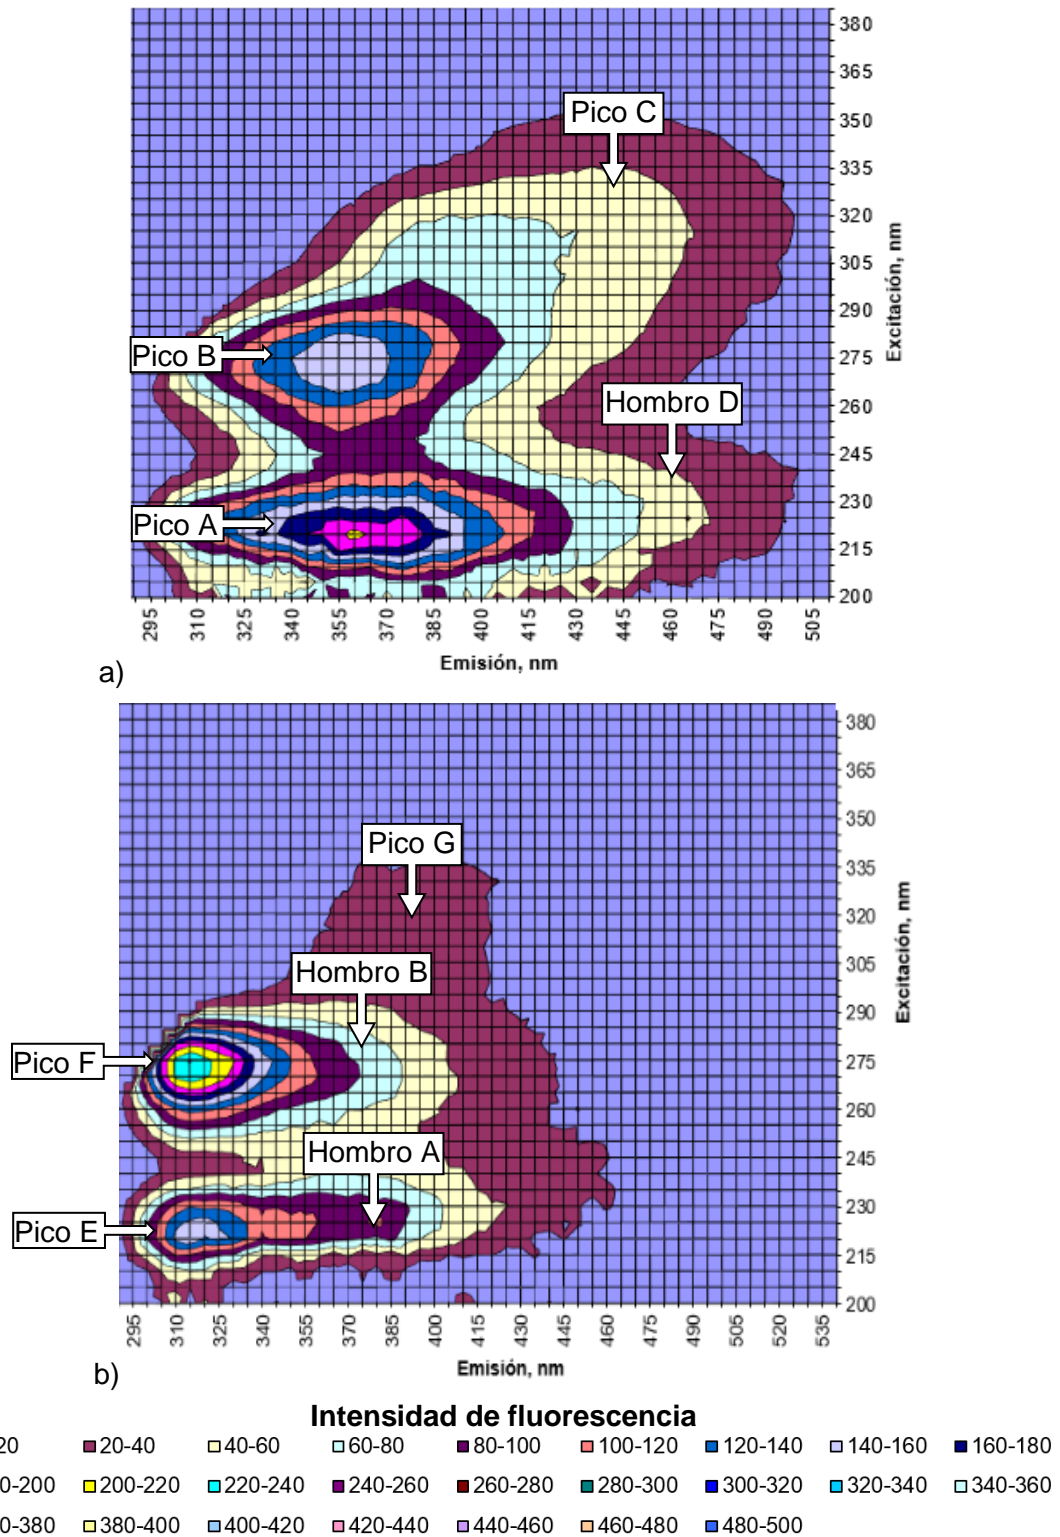 380
365
Pico C
350
335
320
305
290
Pico B
275
Hombro D
260
245
230
Pico A
215
200
Excitación, nm
295 310 325 340 355 370 385 400 415 430 445 460 475 490 505
Emisión, nm
a)
380
365
350
Pico G
335
320
305
Hombro B
290
Pico F
275
260
Hombro A
245
230
Pico E
215
200
Excitación, nm
295 310 325 340 355 370 385 400 415 430 445 460 475 490 505 520 535
Emisión, nm
b)
Intensidad de fluorescencia
20 20-40 40-60 60-80 80-100 100-120 120-140 140-160 160-180
0-200 200-220 220-240 240-260 260-280 280-300 300-320 320-340 340-360
0-380 380-400 400-420 420-440 440-460 460-480 480-500